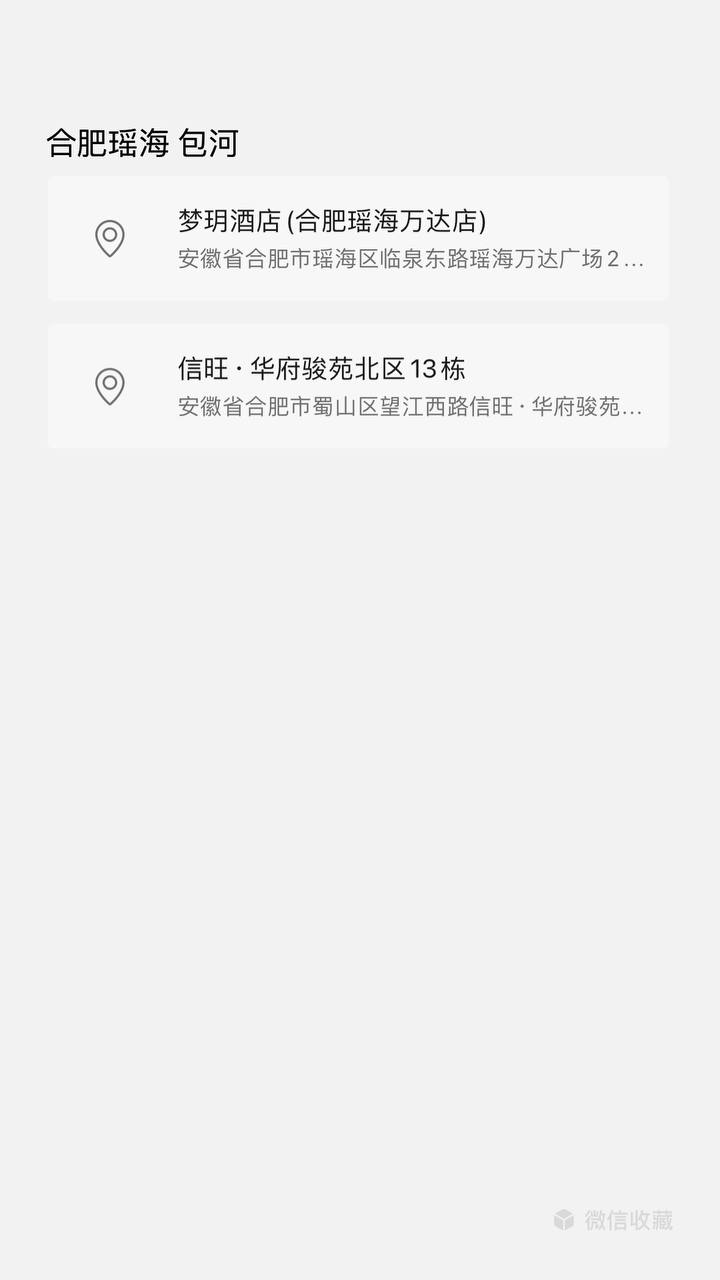 合肥瑶海 包河
梦玥酒店(合肥瑶海万达店)
安徽省合肥市瑶海区临泉东路瑶海万达广场2...
信旺·华府骏苑北区13栋
安徽省合肥市蜀山区望江西路信旺·华府骏苑...
微信收藏